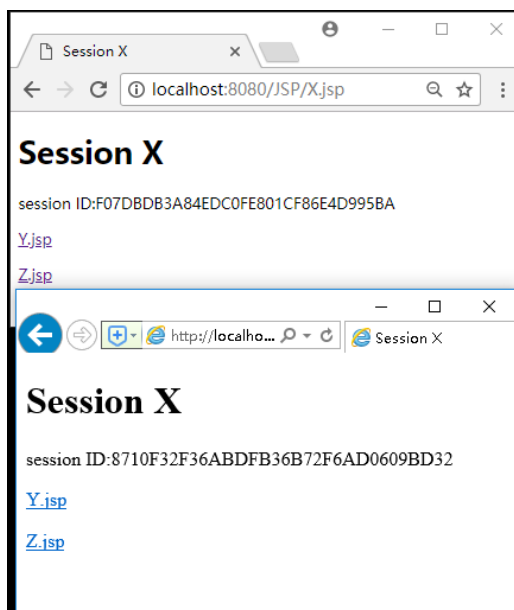 Session X
localhost:8080/JSP/X.jsp
Session X
session ID:F07DBDB3A84EDC0FE801CF86E4D995BA
Y.jsp
Z.jsp
http://localho...
Session X
Session X
session ID:8710F32F36ABDFB36B72F6AD0609BD32
Y.jsp
Z.jsp